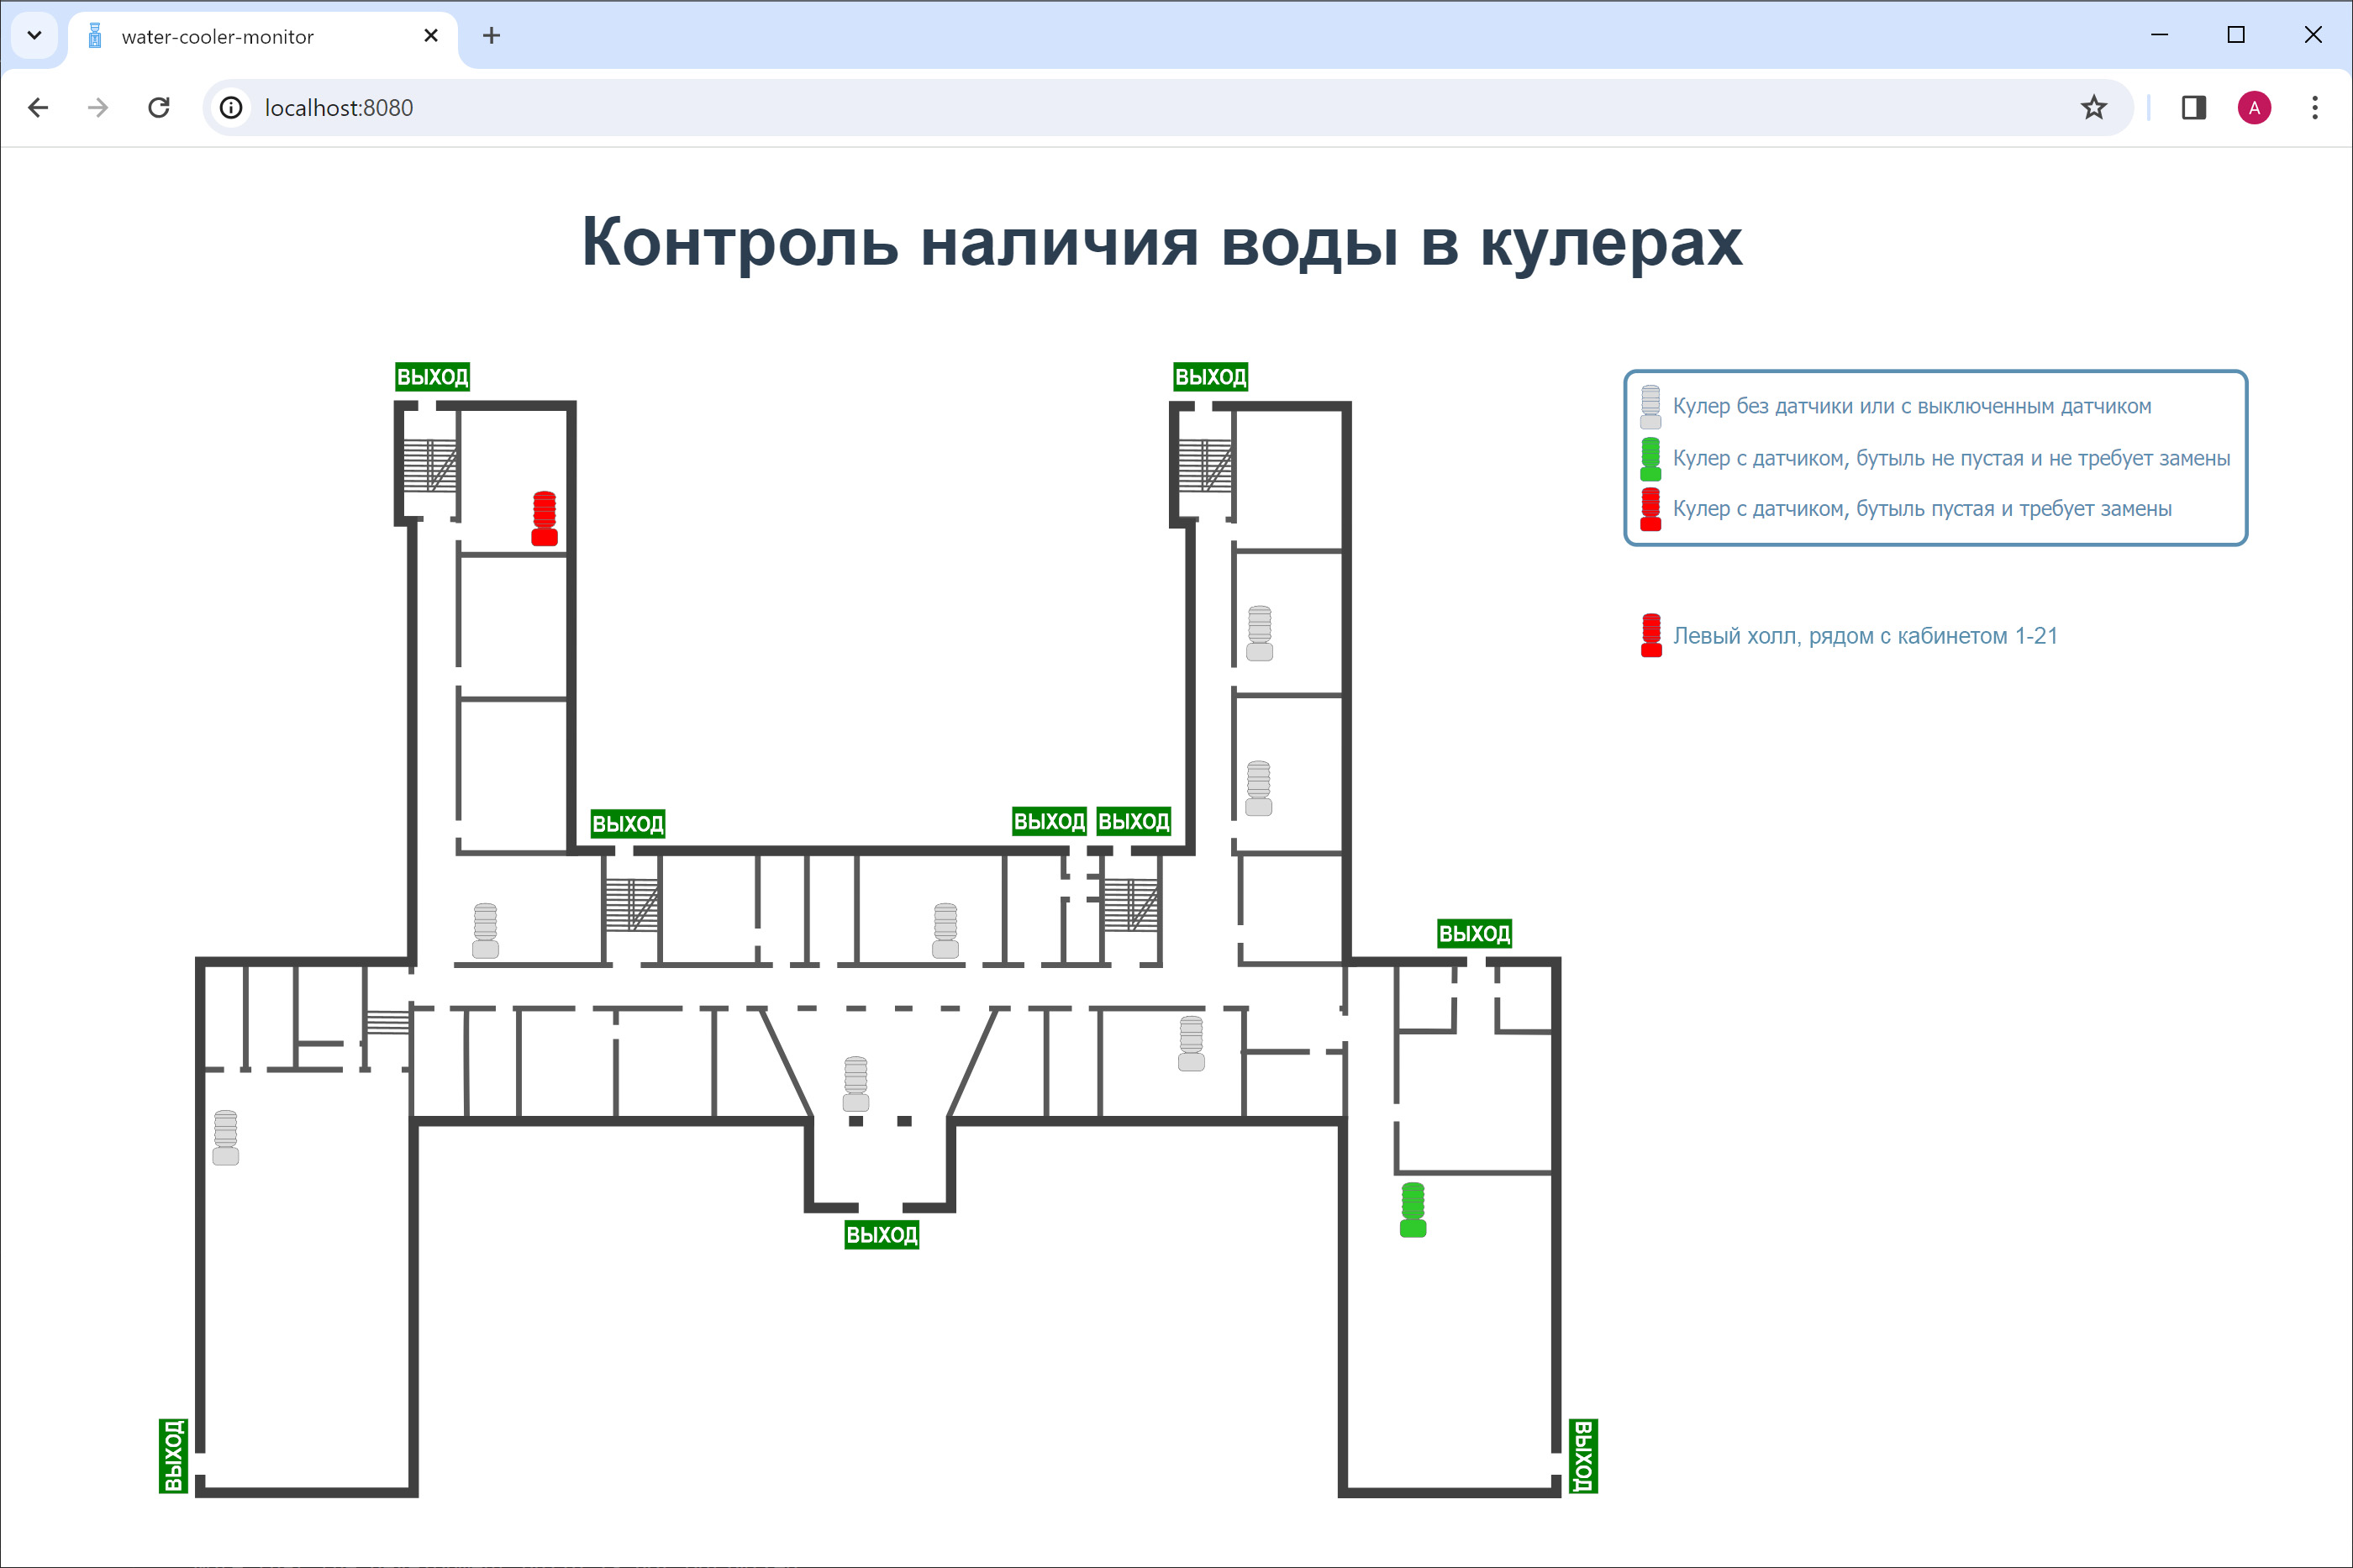 water-cooler-monitor
localhost:8080
A
Контроль наличия воды в кулерах
ВЫХОД
ВЫХОД
Кулер без датчики или с выключенным датчиком
Кулер с датчиком, бутыль не пустая и не требует замены
Кулер с датчиком, бутыль пустая и требует замены
Левый холл, рядом с кабинетом 1-21
ВЫХОД
ВЫХОД
ВЫХОД
ВЫХОД
ВЫХОД
ВЫХОД
ВЫХОД